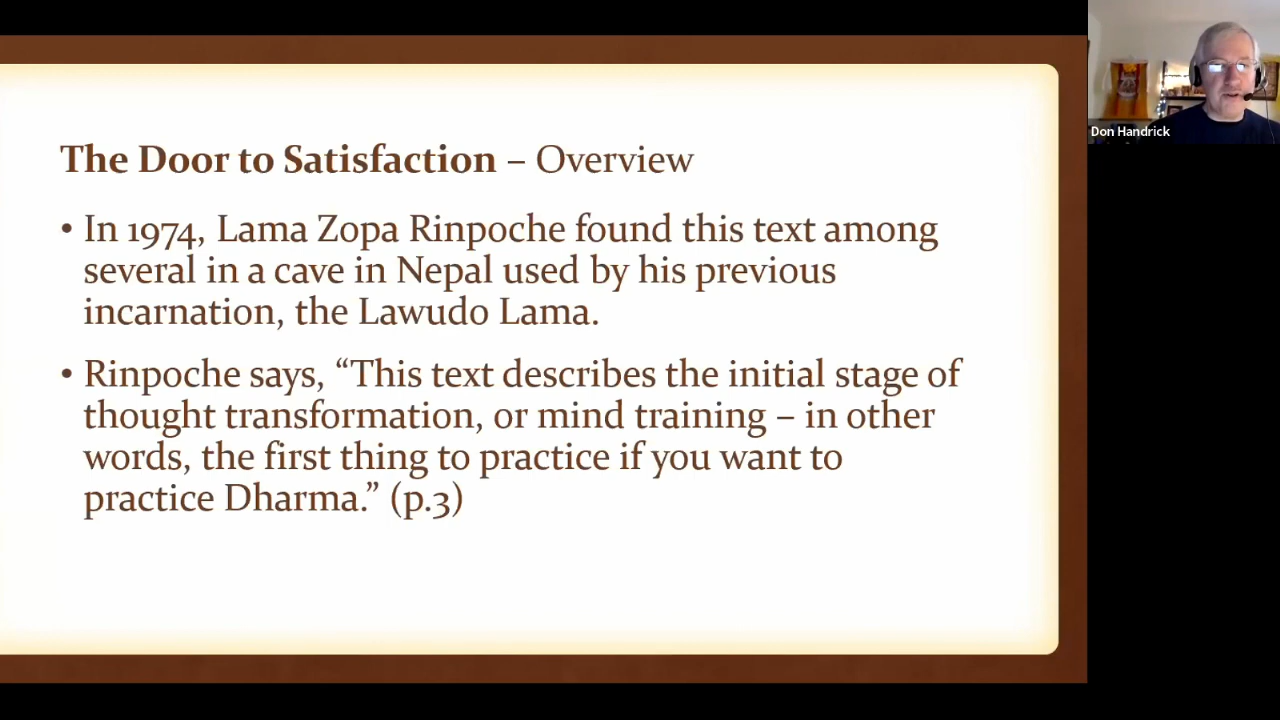 The Door to Satisfaction – Overview
• In 1974, Lama Zopa Rinpoche found this text among
several in a cave in Nepal used by his previous
incarnation, the Lawudo Lama.
• Rinpoche says, “This text describes the initial stage of
thought transformation, or mind training – in other
words, the first thing to practice if you want to
practice Dharma.” (p.3)
Don Handrick